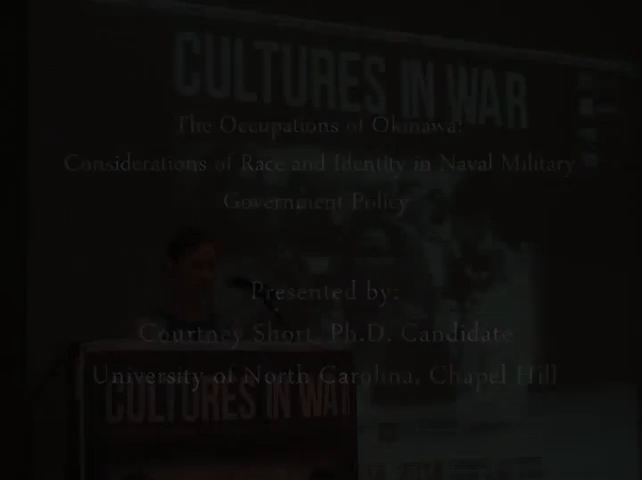 CULTURES IN WAR
The Occupations of Okinawa:
Considerations of Race and Identity in Naval Military
Government Policy
Presented by:
Courtney Short, Ph.D. Candidate
University of North Carolina, Chapel Hill
CULTURES IN WAR